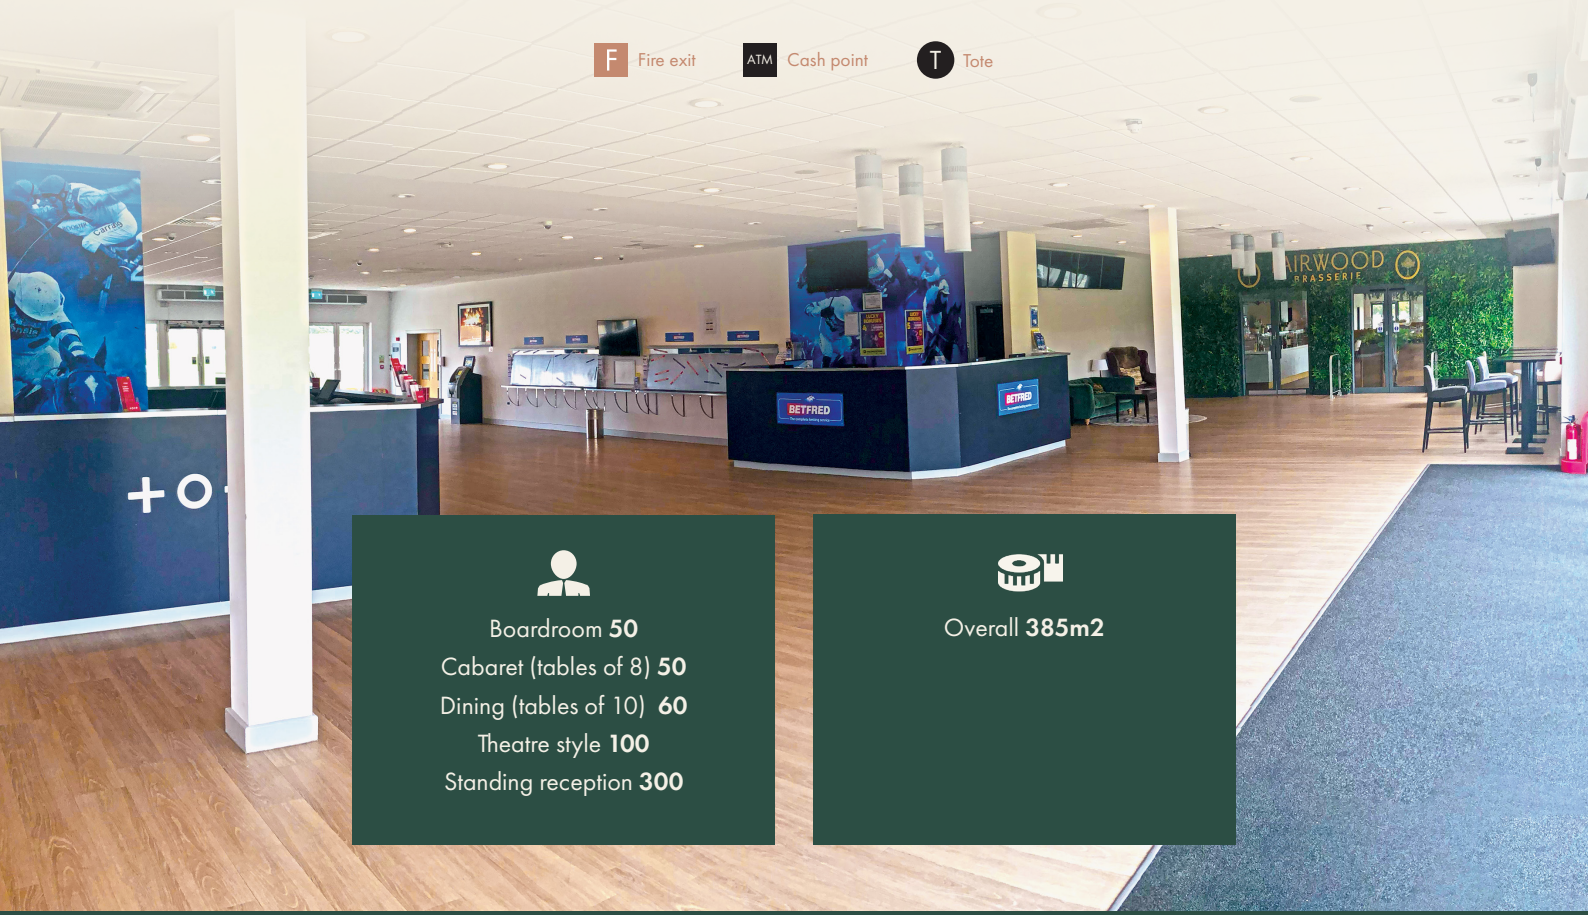 F Fire exit
ATM Cash point
T Tote
Carrais
AIRWOOD
BRASSERIE
BETFRED
BETFRED
+O
Boardroom 50
Cabaret (tables of 8) 50
Dining (tables of 10) 60
Theatre style 100
Standing reception 300
Overall 385m2